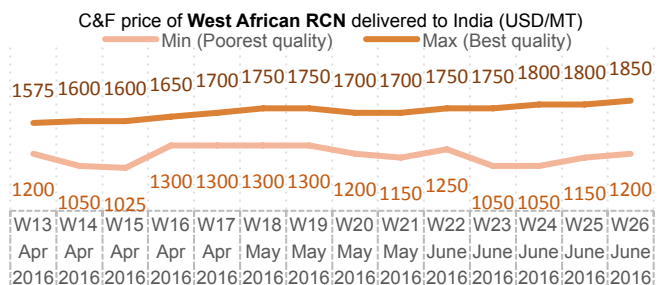 C&F price of West African RCN delivered to India (USD/MT)
Min (Poorest quality) Max (Best quality)
1575 1600 1600 1650 1700 1750 1750 1700 1700 1750 1750 1800 1800 1850
1200 1050 1025 1300 1300 1300 1300 1200 1150 1250 1050 1050 1150 1200
W13 W14 W15 W16 W17 W18 W19 W20 W21 W22 W23 W24 W25 W26
Apr Apr Apr Apr Apr May May May May June June June June June
2016 2016 2016 2016 2016 2016 2016 2016 2016 2016 2016 2016 2016 2016